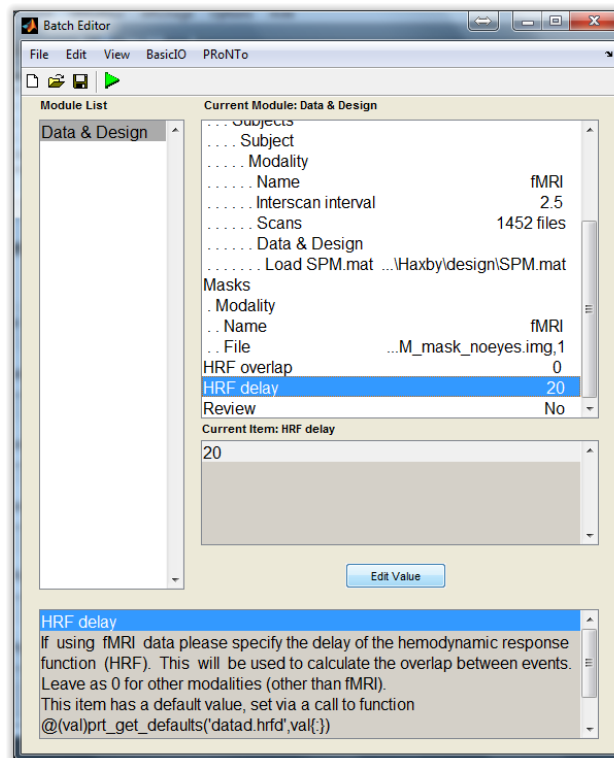 Batch Editor
File Edit View BasicIO PRoNTo
Module List
Current Module: Data & Design
Data & Design
. . . Subjects
. . . . Subject
. . . . . Modality
. . . . . . Name fMRI
. . . . . . Interscan interval 2.5
. . . . . . Scans 1452 files
. . . . . . Data & Design
. . . . . . . Load SPM.mat ...\Haxby\design\SPM.mat
Masks
. Modality
. . Name fMRI
. . File ...M_mask_noeyes.img,1
HRF overlap 0
HRF delay 20
Review No
Current Item: HRF delay
20
Edit Value
HRF delay
If using fMRI data please specify the delay of the hemodynamic response
function (HRF). This will be used to calculate the overlap between events.
Leave as 0 for other modalities (other than fMRI).
This item has a default value, set via a call to function
@(val)prt_get_defaults('datad.hrfd',val{:})